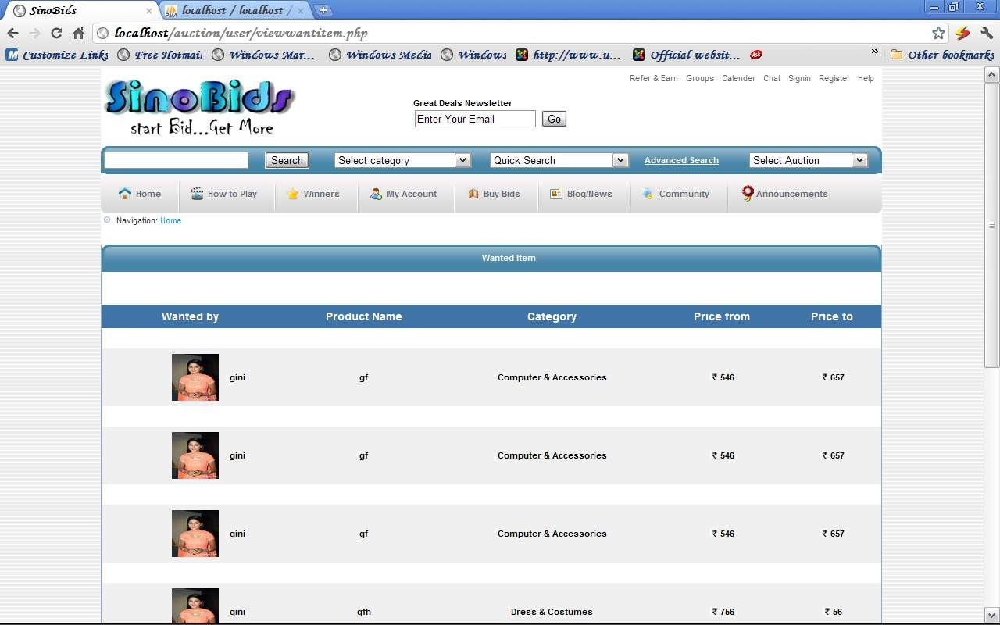 SinoBids
localhost / localhost /
localhost/auction/user/viewwantitem.php
Customize Links Free Hotmail Windows Mar... Windows Media Windows http://www.u... Official websit... Ask » Other bookmarks
Refer & Earn Groups Calender Chat Signin Register Help
SinoBids
start Bid...Get More
Great Deals Newsletter
Enter Your Email Go
Search Select category Quick Search Advanced Search Select Auction
Home How to Play Winners My Account Buy Bids Blog/News Community Announcements
Navigation: Home
Wanted Item
Wanted by Product Name Category Price from Price to
gini gf Computer & Accessories ₹ 546 ₹ 657
gini gf Computer & Accessories ₹ 546 ₹ 657
gini gf Computer & Accessories ₹ 546 ₹ 657
gini gfh Dress & Costumes ₹ 756 ₹ 56